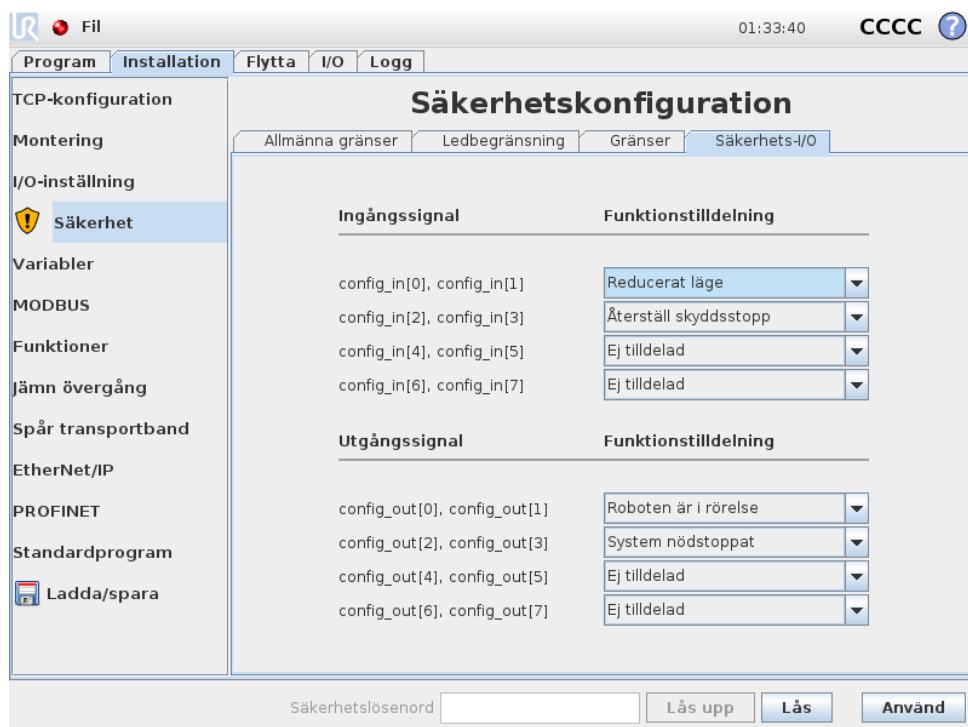 UR Fil 01:33:40 CCCC ?
Program Installation Flytta I/O Logg
TCP-konfiguration
Montering
I/O-inställning
Säkerhet
Variabler
MODBUS
Funktioner
Jämn övergång
Spår transportband
EtherNet/IP
PROFINET
Standardprogram
Ladda/spara
Säkerhetskonfiguration
Allmänna gränser Ledbegränsning Gränser Säkerhets-I/O
Ingångssignal Funktionstilldelning
config_in[0], config_in[1] Reducerat läge
config_in[2], config_in[3] Återställ skyddsstopp
config_in[4], config_in[5] Ej tilldelad
config_in[6], config_in[7] Ej tilldelad
Utgångssignal Funktionstilldelning
config_out[0], config_out[1] Roboten är i rörelse
config_out[2], config_out[3] System nödstoppat
config_out[4], config_out[5] Ej tilldelad
config_out[6], config_out[7] Ej tilldelad
Säkerhetslösenord Lås upp Lås Använd